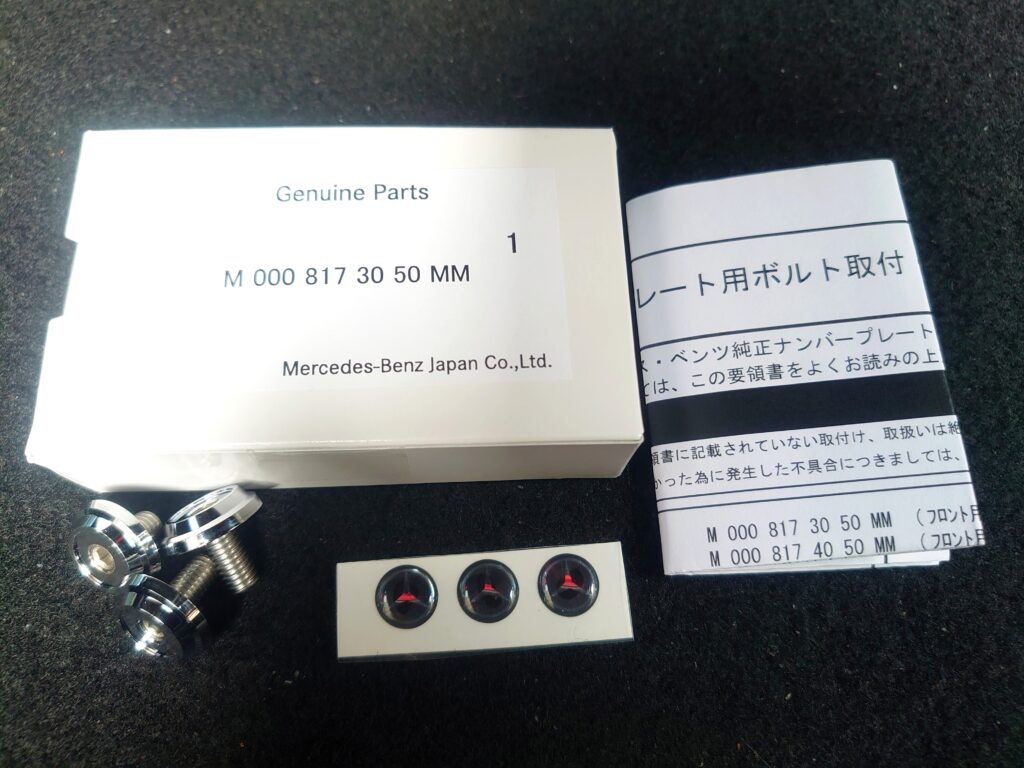 Genuine Parts
1
M 000 817 30 50 MM
Mercedes-Benz Japan Co.,Ltd.
レート用ボルト取付
ス・ベンツ純正ナンバープレート
ては、この要領書をよくお読みの上
領書に記載されていない取付け、取扱いは絶
かった為に発生した不具合につきましては、
M 000 817 30 50 MM (フロント用
M 000 817 40 50 MM (フロント用